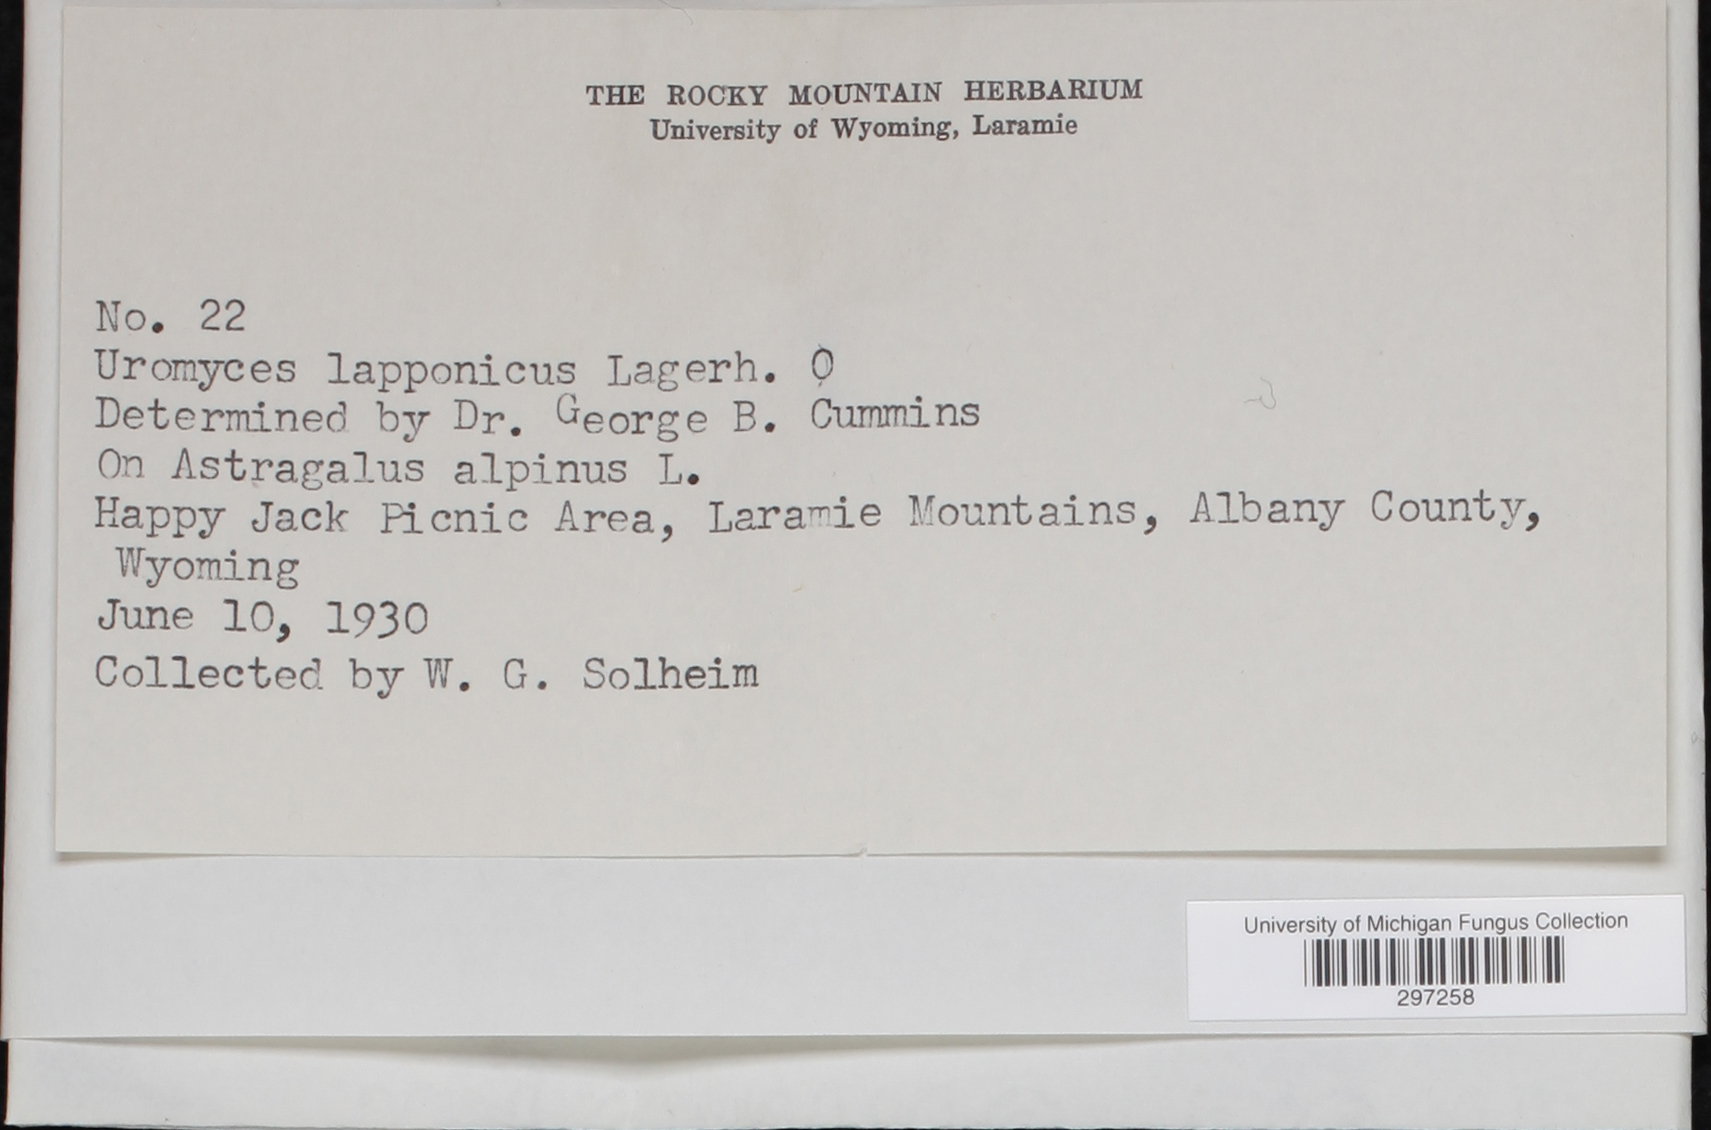 THE ROCKY MOUNTAIN HERBARIUM
University of Wyoming, Laramie
No. 22
Uromyces lapponicus Lagerh. O
Determined by Dr. George B. Cummins
On Astragalus alpinus L.
Happy Jack Picnic Area, Laramie Mountains, Albany County,
Wyoming
June 10, 1930
Collected by W. G. Solheim
University of Michigan Fungus Collection
297258